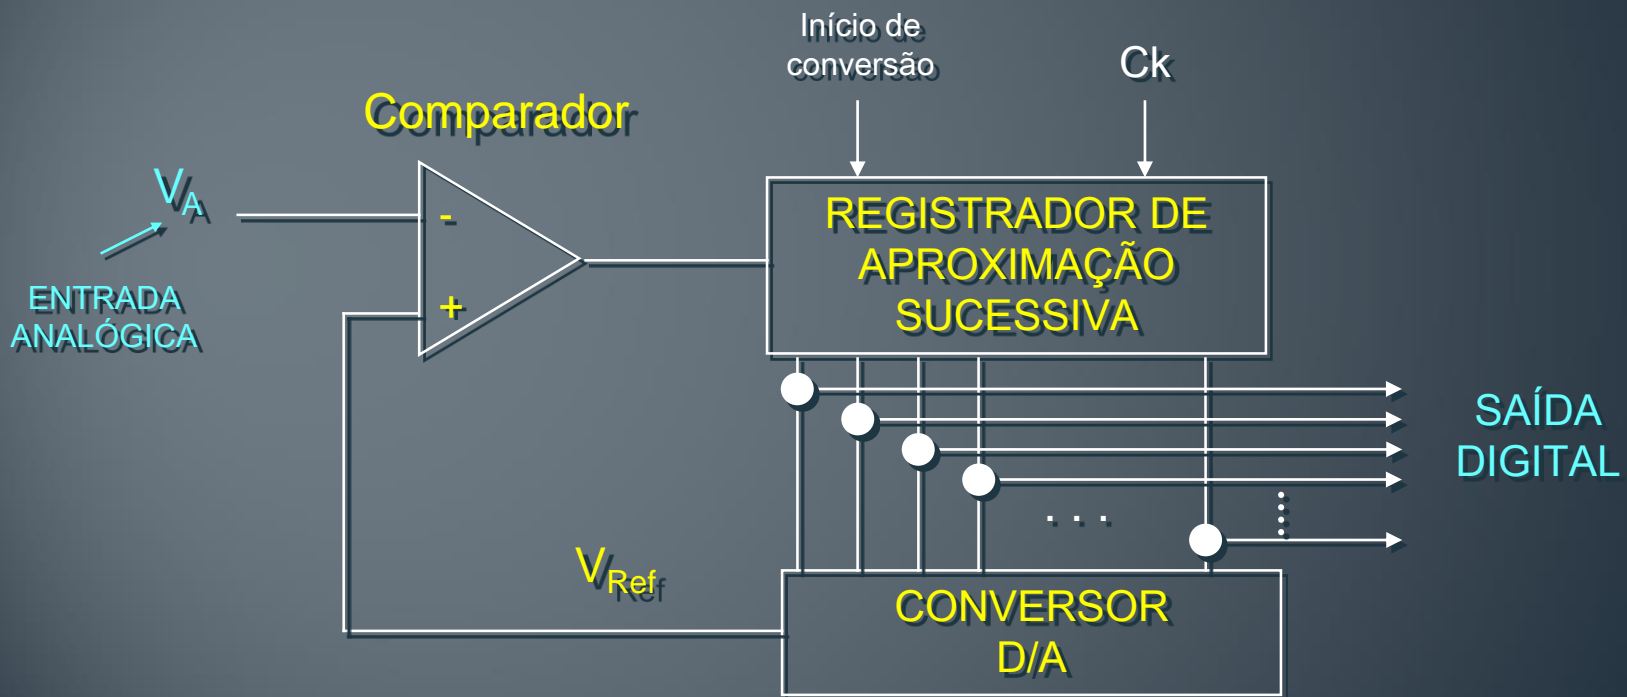 Início de
conversão
Ck
Comparador
V_A
-
+
ENTRADA
ANALÓGICA
REGISTRADOR DE
APROXIMAÇÃO
SUCESSIVA
SAÍDA
DIGITAL
. . .
V_Ref
CONVERSOR
D/A